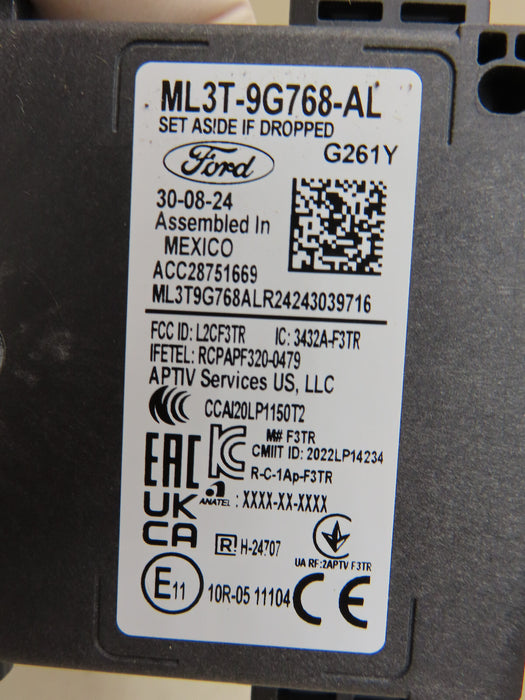 ML3T-9G768-AL
SET ASIDE IF DROPPED
Ford
G261Y
30-08-24
Assembled In
MEXICO
ACC28751669
ML3T9G768ALR24243039716
FCC ID: L2CF3TR IC: 3432A-F3TR
IFETEL: RCPAPF320-0479
APTIV Services US, LLC
CCAI20LP1150T2
M# F3TR
CMIIT ID: 2022LP14234
R-C-1Ap-F3TR
EAC
ANATEL : XXXX-XX-XXXX
UK
CA
R H-24707
UA RF:2APTV F3TR
E11 10R-05 11104 CE